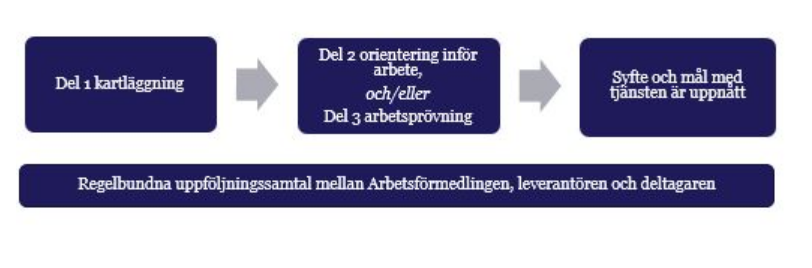 Del 1 kartläggning
Del 2 orientering inför
arbete,
och/eller
Del 3 arbetsprövning
Syfte och mål med
tjänsten är uppnått
Regelbundna uppföljningssamtal mellan Arbetsförmedlingen, leverantören och deltagaren